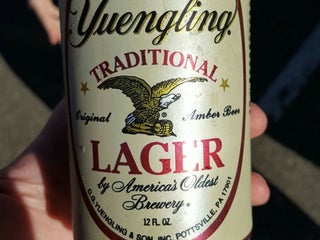 Yuengling
TRADITIONAL
Original Amber Beer
LAGER
by America's Oldest
Brewery.
12 FL. OZ.
D.G. YUENGLING & SON, INC. POTTSVILLE, PA 17901